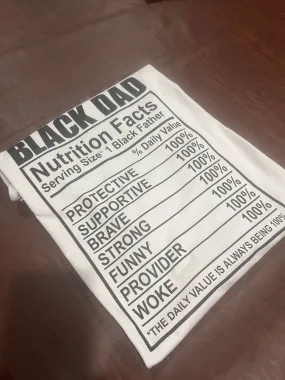 BLACK DAD
Nutrition Facts
Serving Size 1 Black Father
% Daily Value
PROTECTIVE 100%
SUPPORTIVE 100%
BRAVE 100%
STRONG 100%
FUNNY 100%
PROVIDER 100%
WOKE
*THE DAILY VALUE IS ALWAYS BEING 100%